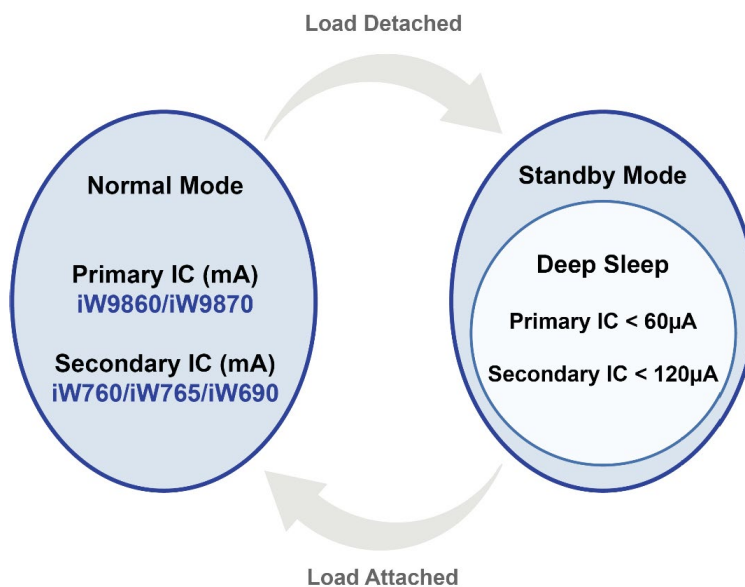 Load Detached
Normal Mode
Primary IC (mA)
iW9860/iW9870
Secondary IC (mA)
iW760/iW765/iW690
Standby Mode
Deep Sleep
Primary IC < 60µA
Secondary IC < 120µA
Load Attached